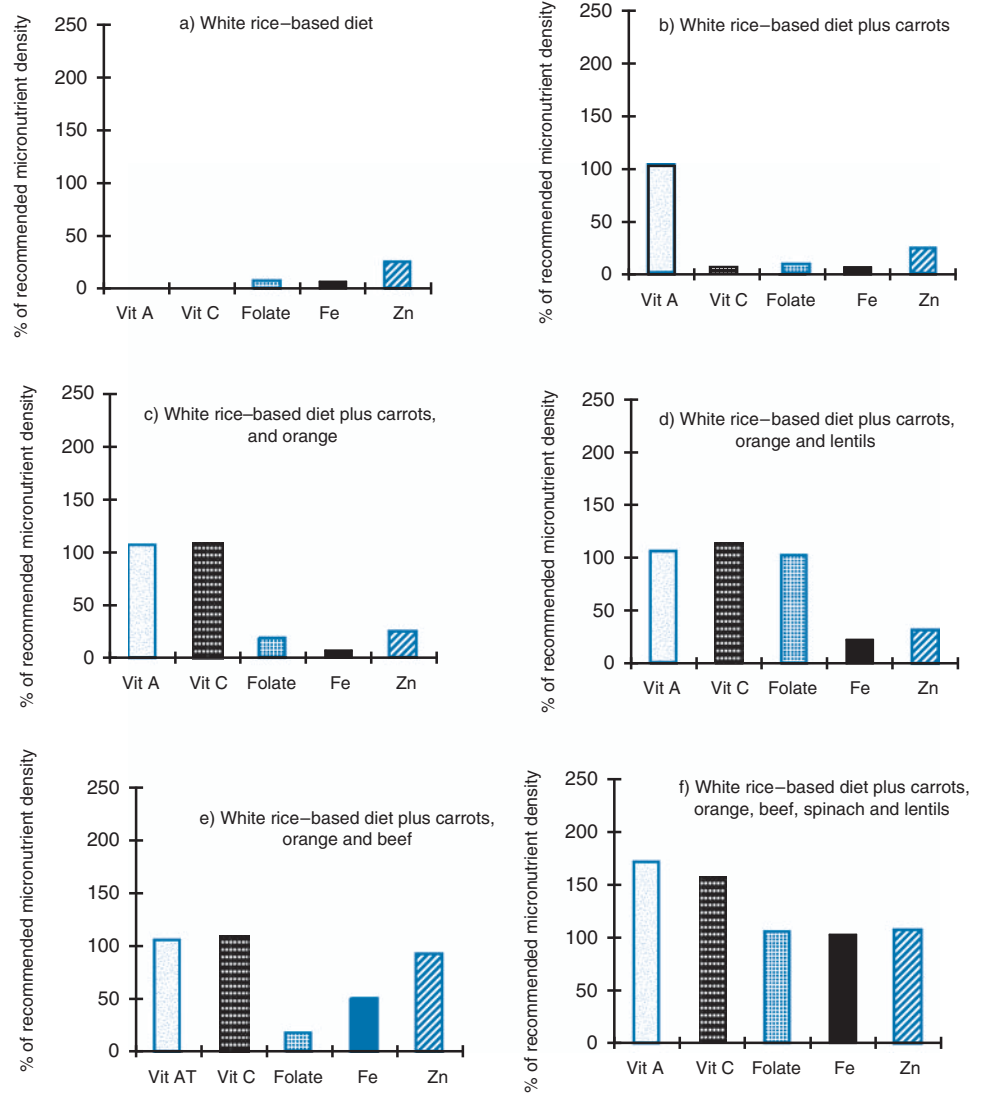 % of recommended micronutrient density
250
200
150
100
50
0
a) White rice–based diet
Vit A Vit C Folate Fe Zn
% of recommended micronutrient density
250
200
150
100
50
0
b) White rice–based diet plus carrots
Vit A Vit C Folate Fe Zn
% of recommended micronutrient density
250
200
150
100
50
0
c) White rice–based diet plus carrots,
and orange
Vit A Vit C Folate Fe Zn
% of recommended micronutrient density
250
200
150
100
50
0
d) White rice–based diet plus carrots,
orange and lentils
Vit A Vit C Folate Fe Zn
% of recommended micronutrient density
250
200
150
100
50
0
e) White rice–based diet plus carrots,
orange and beef
Vit AT Vit C Folate Fe Zn
% of recommended micronutrient density
250
200
150
100
50
0
f) White rice–based diet plus carrots,
orange, beef, spinach and lentils
Vit A Vit C Folate Fe Zn